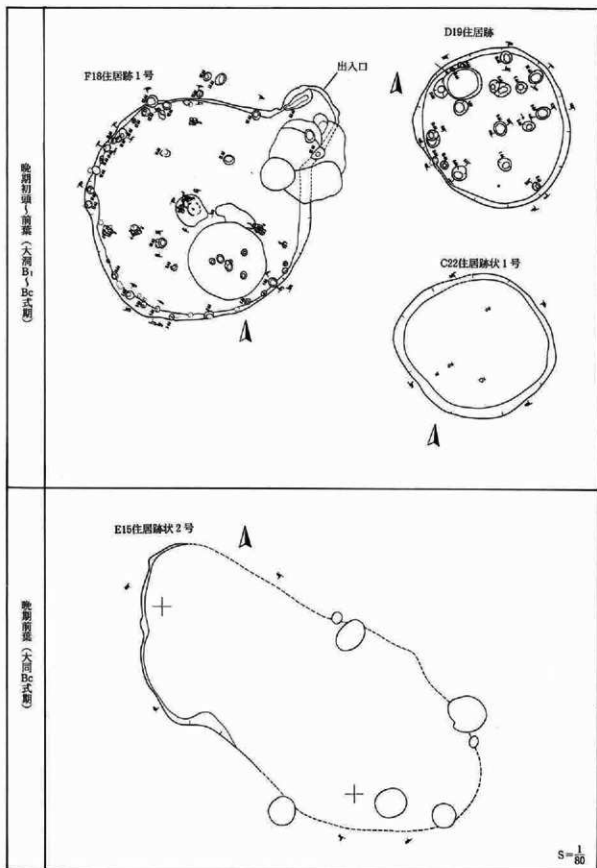 晩期初頭～前葉（大洞B₁～Bc式期）
F18住居跡1号
出入口
D19住居跡
C22住居跡状1号
晩期前葉（大同Bc式期）
E15住居跡状2号
S=1/80